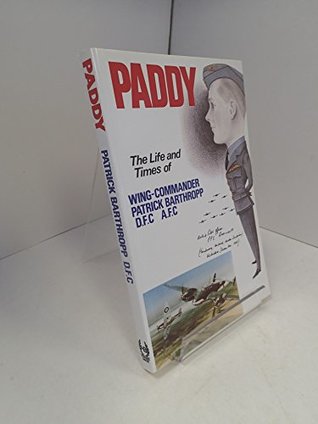 PADDY
The Life and
Times of
WING-COMMANDER
PATRICK BARTHROPP
D.F.C A.F.C
PADDY
PATRICK BARTHROPP D.F.C